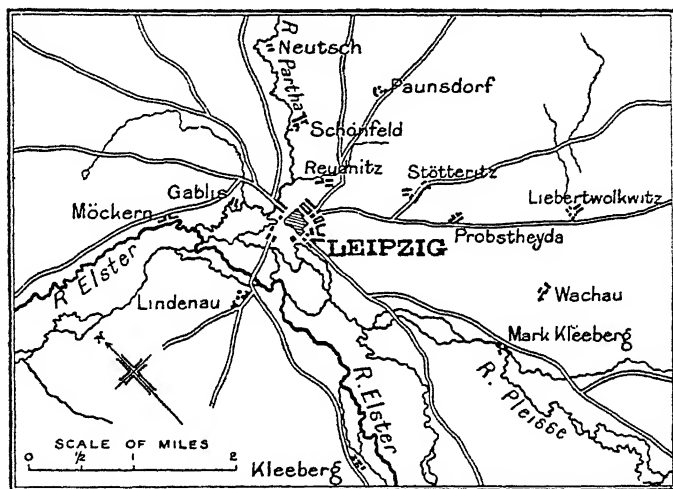 R Partha
Neutsch
Paunsdorf
Schönfeld
Reudnitz
Stötteritz
Gablis
Möckern
Liebertwolkwitz
Probstheyda
LEIPZIG
R Elster
Lindenau
Wachau
Mark Kleeberg
R. Elster
R. Pleisse
SCALE OF MILES
0 ½ 1 2
Kleeberg